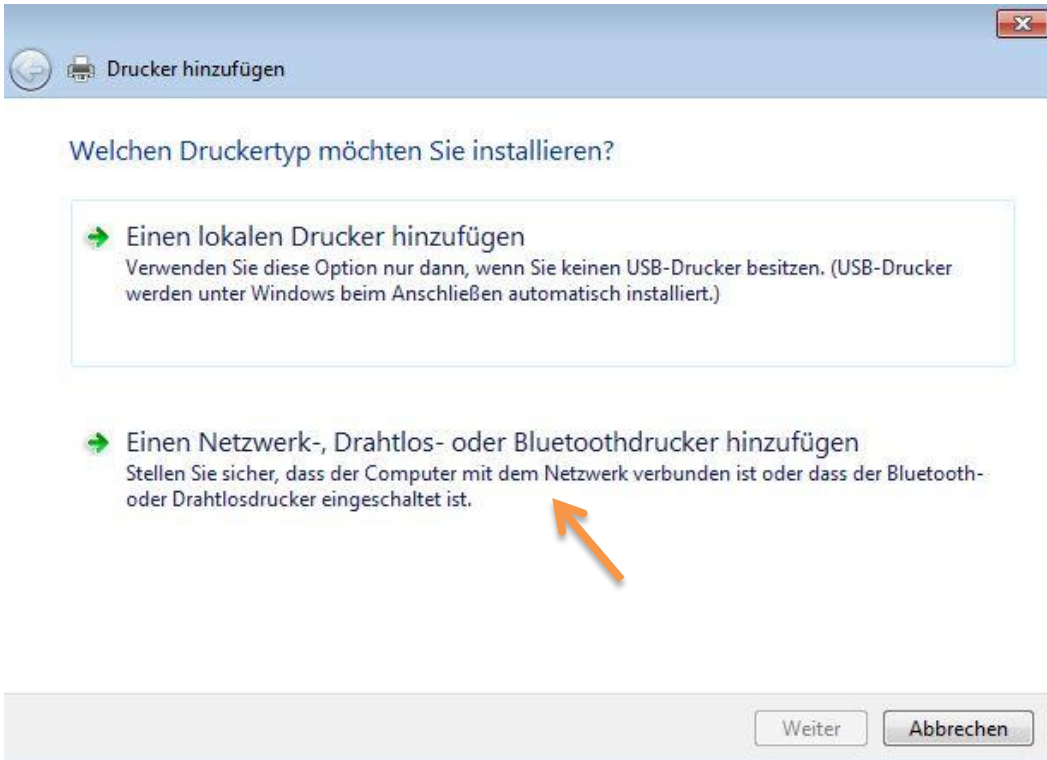 Drucker hinzufügen
Welchen Druckertyp möchten Sie installieren?
Einen lokalen Drucker hinzufügen
Verwenden Sie diese Option nur dann, wenn Sie keinen USB-Drucker besitzen. (USB-Drucker
werden unter Windows beim Anschließen automatisch installiert.)
Einen Netzwerk-, Drahtlos- oder Bluetoothdrucker hinzufügen
Stellen Sie sicher, dass der Computer mit dem Netzwerk verbunden ist oder dass der Bluetooth-
oder Drahtlosdrucker eingeschaltet ist.
Weiter
Abbrechen